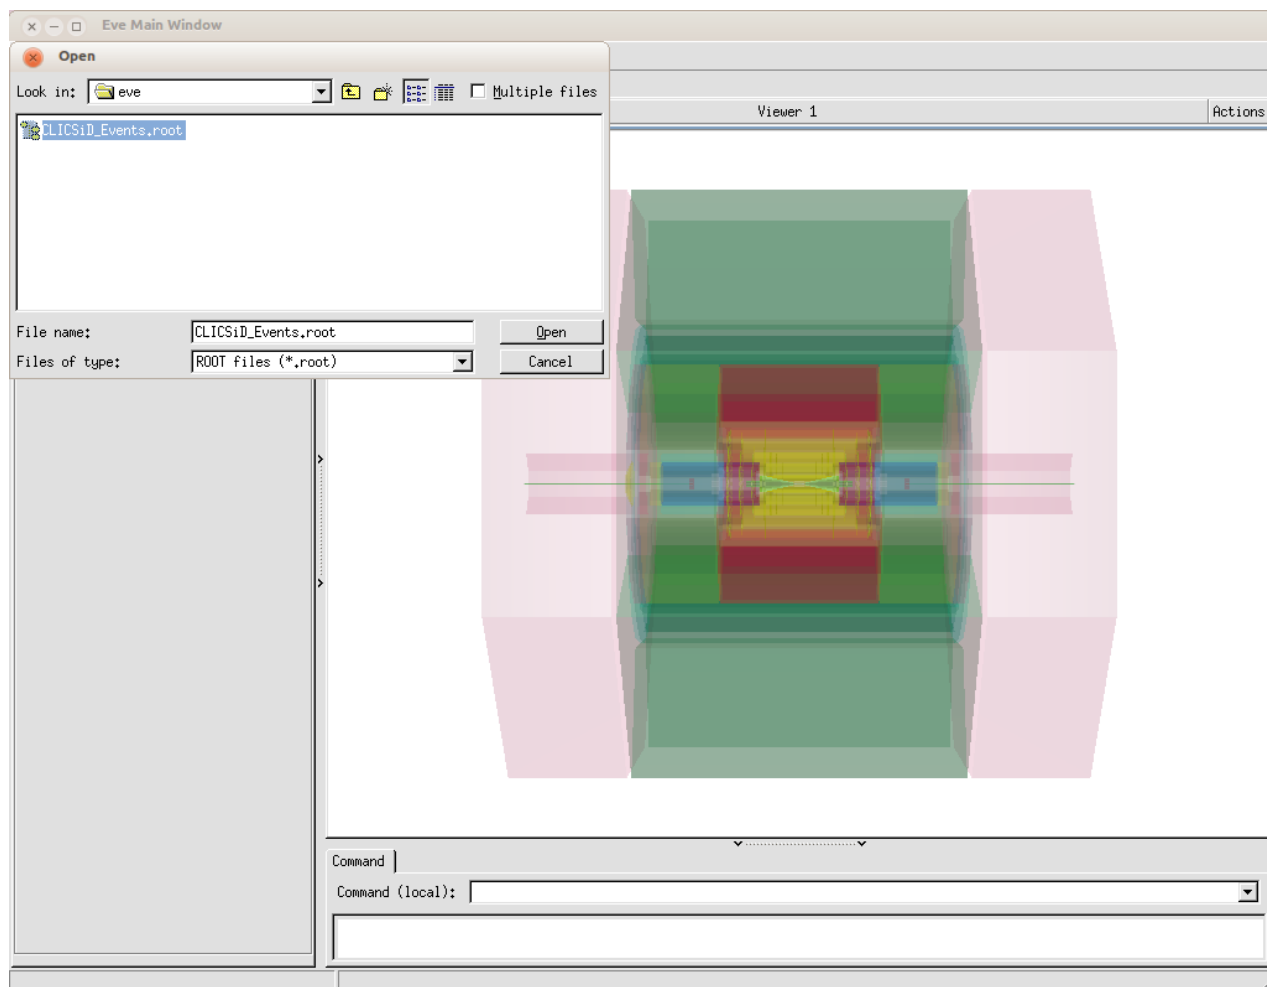 Eve Main Window
Open
Look in: eve Multiple files
Viewer 1 Actions
CLICSiD_Events.root
File name: CLICSiD_Events.root Open
Files of type: ROOT files (*.root) Cancel
Command
Command (local):